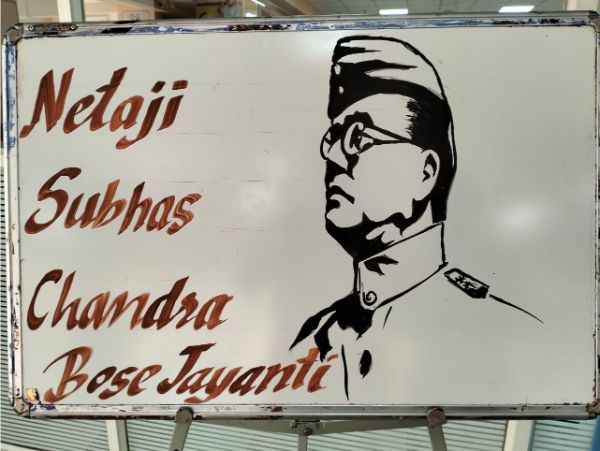 Netaji
Subhas
Chandra
Bose Jayanti